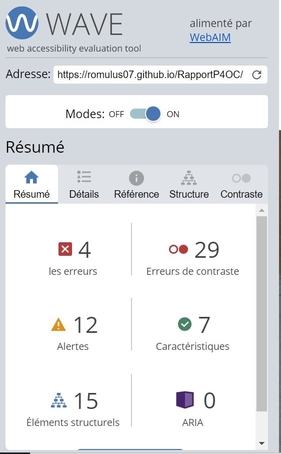 WAVE
web accessibility evaluation tool
alimenté par
WebAIM
Adresse: https://romulus07.github.io/RapportP4OC/
Modes: OFF ON
Résumé
Résumé Détails Référence Structure Contraste
4
les erreurs
29
Erreurs de contraste
12
Alertes
7
Caractéristiques
15
Èléments structurels
0
ARIA